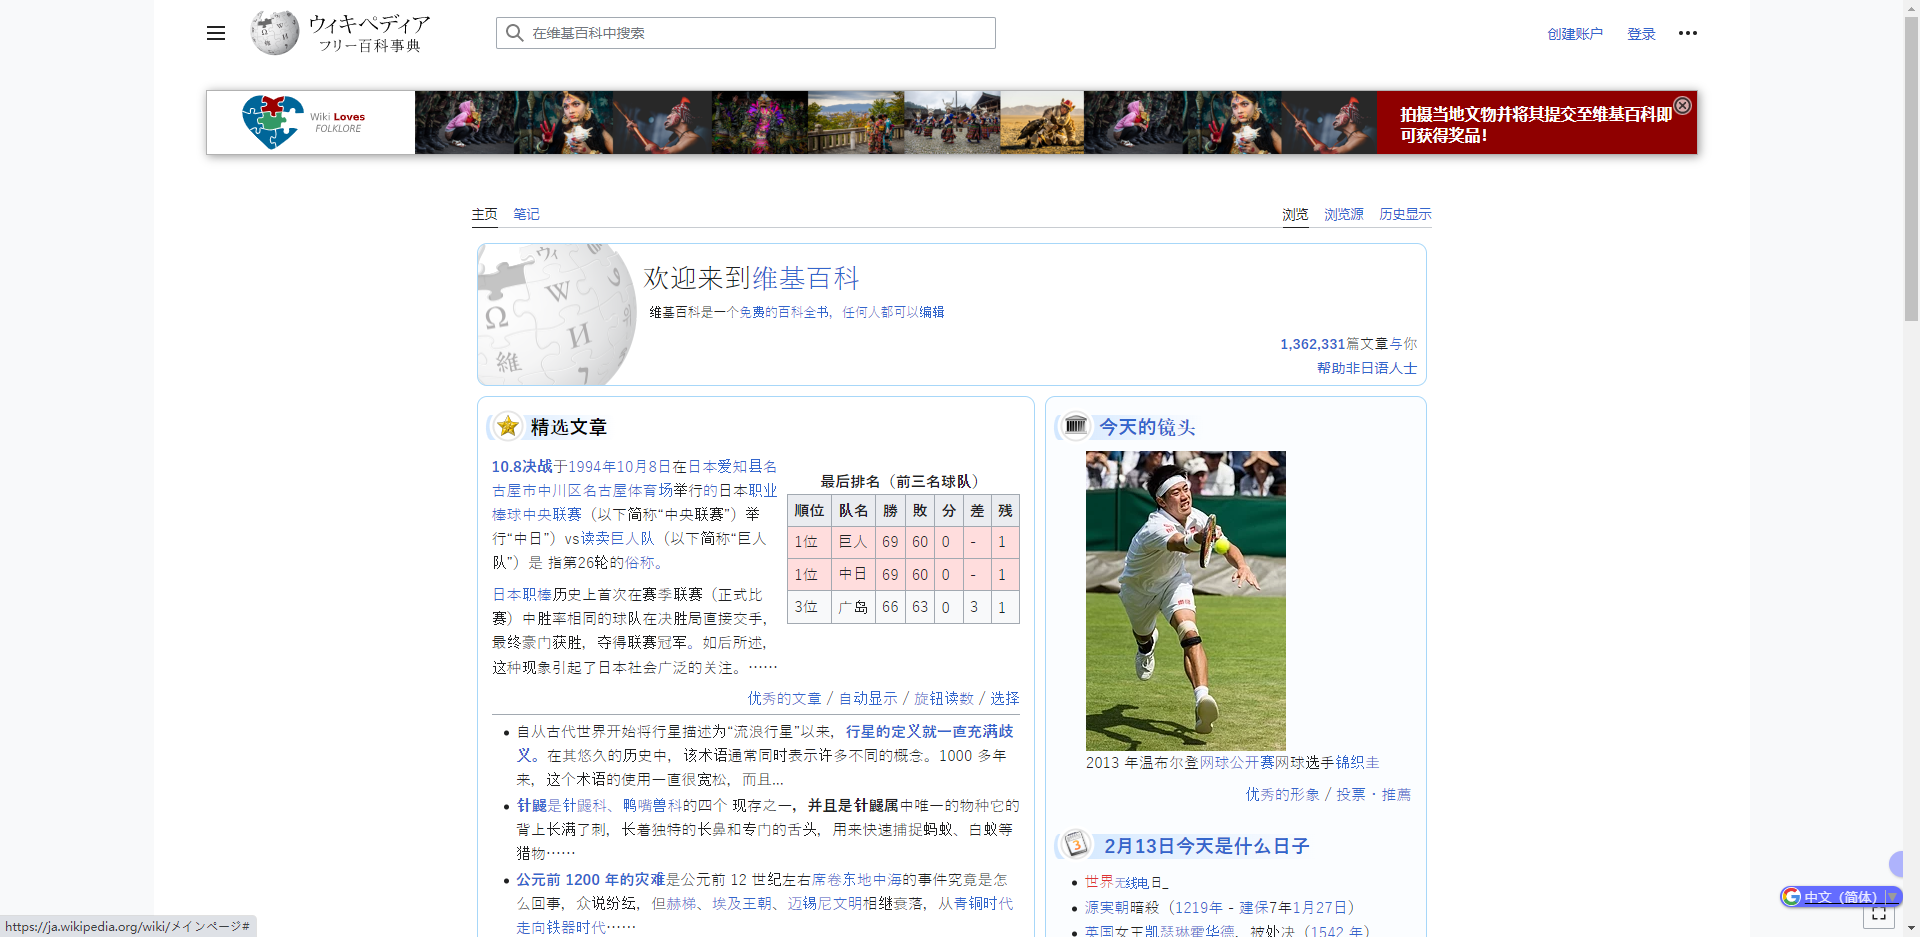 ウィキペディア
フリー百科事典
在维基百科中搜索
创建账户
登录
Wiki Loves
FOLKLORE
拍摄当地文物并将其提交至维基百科即
可获得奖品！
主页 笔记
浏览 浏览源 历史显示
欢迎来到维基百科
维基百科是一个免费的百科全书，任何人都可以编辑
1,362,331篇文章与你
帮助非日语人士
精选文章
10.8决战于1994年10月8日在日本爱知县名
古屋市中川区名古屋体育场举行的日本职业
棒球中央联赛（以下简称“中央联赛”）举
行“中日”）vs读卖巨人队（以下简称“巨人
队”）是 指第26轮的俗称。
日本职棒历史上首次在赛季联赛（正式比
赛）中胜率相同的球队在决胜局直接交手，
最终豪门获胜，夺得联赛冠军。如后所述，
这种现象引起了日本社会广泛的关注。……
最后排名（前三名球队）
順位 队名 勝 敗 分 差 残
1位 巨人 69 60 0 - 1
1位 中日 69 60 0 - 1
3位 广岛 66 63 0 3 1
优秀的文章 / 自动显示 / 旋钮读数 / 选择
自从古代世界开始将行星描述为“流浪行星”以来，行星的定义就一直充满歧
义。在其悠久的历史中，该术语通常同时表示许多不同的概念。1000 多年
来，这个术语的使用一直很宽松，而且...
针鼹是针鼹科、鸭嘴兽科的四个 现存之一，并且是针鼹属中唯一的物种它的
背上长满了刺，长着独特的长鼻和专门的舌头，用来快速捕捉蚂蚁、白蚁等
猎物……
公元前 1200 年的灾难是公元前 12 世纪左右席卷东地中海的事件究竟是怎
么回事，众说纷纭，但赫梯、埃及王朝、迈锡尼文明相继衰落，从青铜时代
走向铁器时代……
今天的镜头
2013 年温布尔登网球公开赛网球选手锦织圭
优秀的形象 / 投票・推薦
3
2月13日今天是什么日子
世界无线电日_
源実朝暗殺（1219年 - 建保7年1月27日）
英国女王凯瑟琳霍华德，被处决（1542 年）
中文（简体）
https://ja.wikipedia.org/wiki/メインページ#